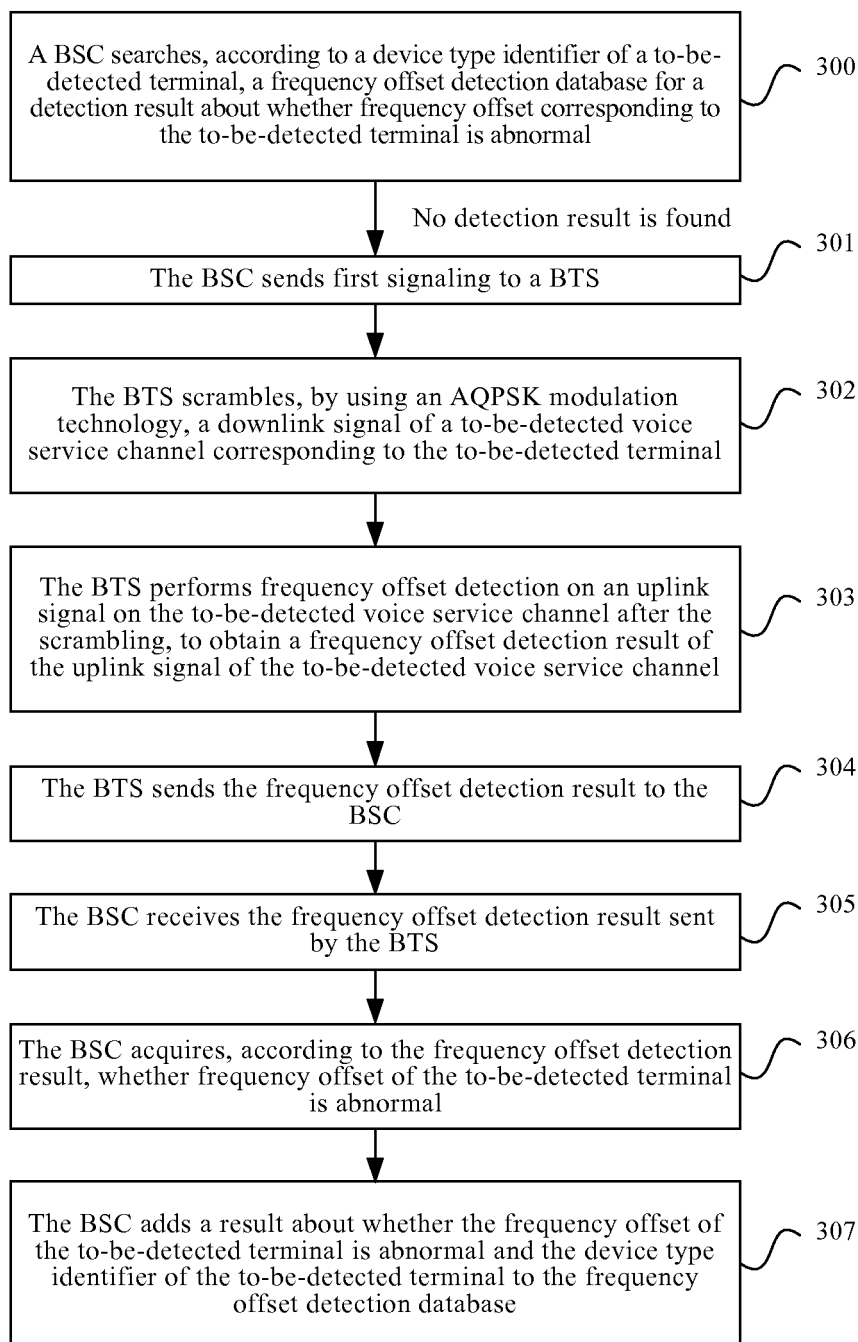 A BSC searches, according to a device type identifier of a to-be-
detected terminal, a frequency offset detection database for a
detection result about whether frequency offset corresponding to
the to-be-detected terminal is abnormal
300
No detection result is found
301
The BSC sends first signaling to a BTS
302
The BTS scrambles, by using an AQPSK modulation
technology, a downlink signal of a to-be-detected voice
service channel corresponding to the to-be-detected terminal
303
The BTS performs frequency offset detection on an uplink
signal on the to-be-detected voice service channel after the
scrambling, to obtain a frequency offset detection result of
the uplink signal of the to-be-detected voice service channel
304
The BTS sends the frequency offset detection result to the
BSC
305
The BSC receives the frequency offset detection result sent
by the BTS
306
The BSC acquires, according to the frequency offset detection
result, whether frequency offset of the to-be-detected terminal
is abnormal
307
The BSC adds a result about whether the frequency offset of
the to-be-detected terminal is abnormal and the device type
identifier of the to-be-detected terminal to the frequency
offset detection database